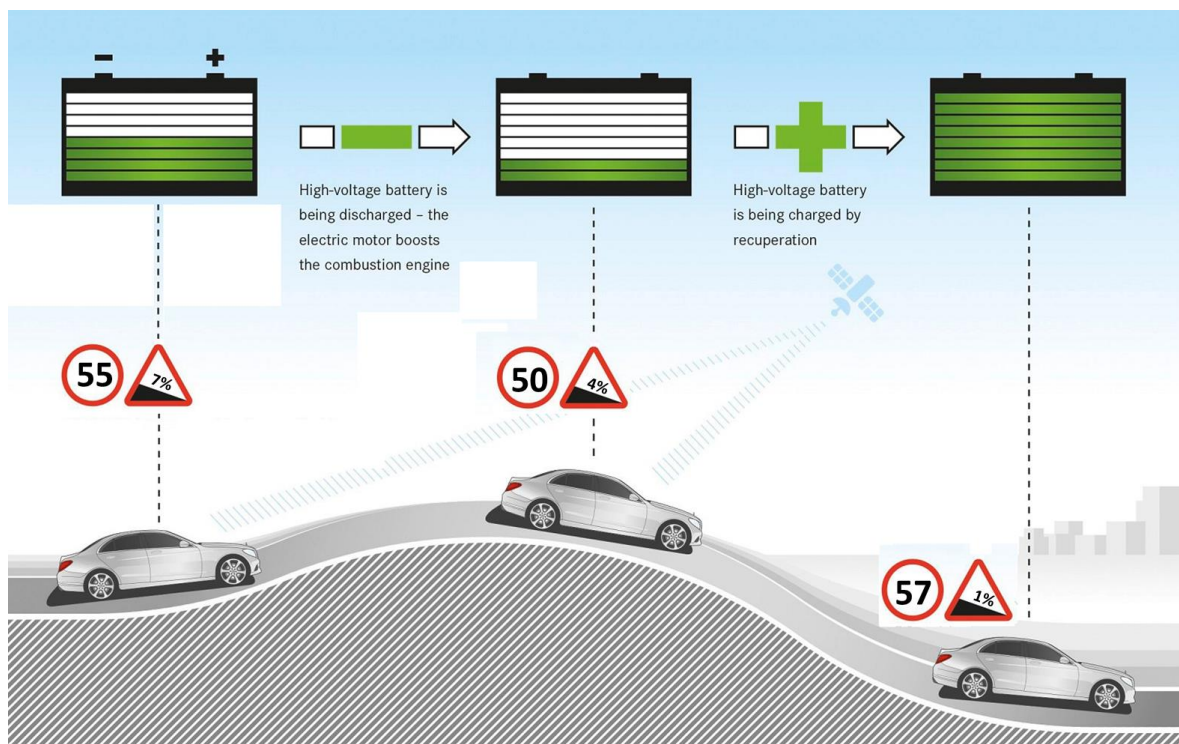 − +
High-voltage battery is
being discharged – the
electric motor boosts
the combustion engine
High-voltage battery
is being charged by
recuperation
55
7%
50
4%
57
1%